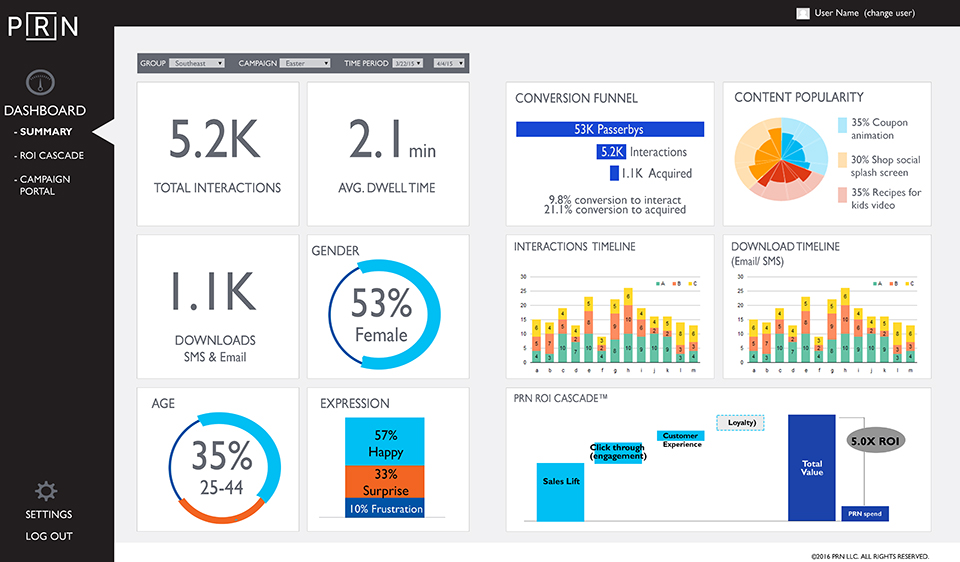 PRN
User Name (change user)
DASHBOARD
- SUMMARY
- ROI CASCADE
- CAMPAIGN
PORTAL
SETTINGS
LOG OUT
GROUP Southeast CAMPAIGN Easter TIME PERIOD 3/22/15 4/4/15
5.2K
TOTAL INTERACTIONS
2.1 min
AVG. DWELL TIME
1.1K
DOWNLOADS
SMS & Email
GENDER
53%
Female
AGE
35%
25-44
EXPRESSION
57%
Happy
33%
Surprise
10% Frustration
CONVERSION FUNNEL
53K Passerbys
5.2K Interactions
1.1K Acquired
9.8% conversion to interact
21.1% conversion to acquired
CONTENT POPULARITY
35% Coupon
animation
30% Shop social
splash screen
35% Recipes for
kids video
INTERACTIONS TIMELINE
A B C
30
25
20
15
10
5
0
a b c d e f g h i j k l m
DOWNLOAD TIMELINE
(Email/ SMS)
A B C
30
25
20
15
10
5
0
a b c d e f g h i j k l m
PRN ROI CASCADE™
Sales Lift
Click through
(engagement)
Customer
Experience
Loyalty)
Total
Value
5.0X ROI
PRN spend
©2016 PRN LLC. ALL RIGHTS RESERVED.